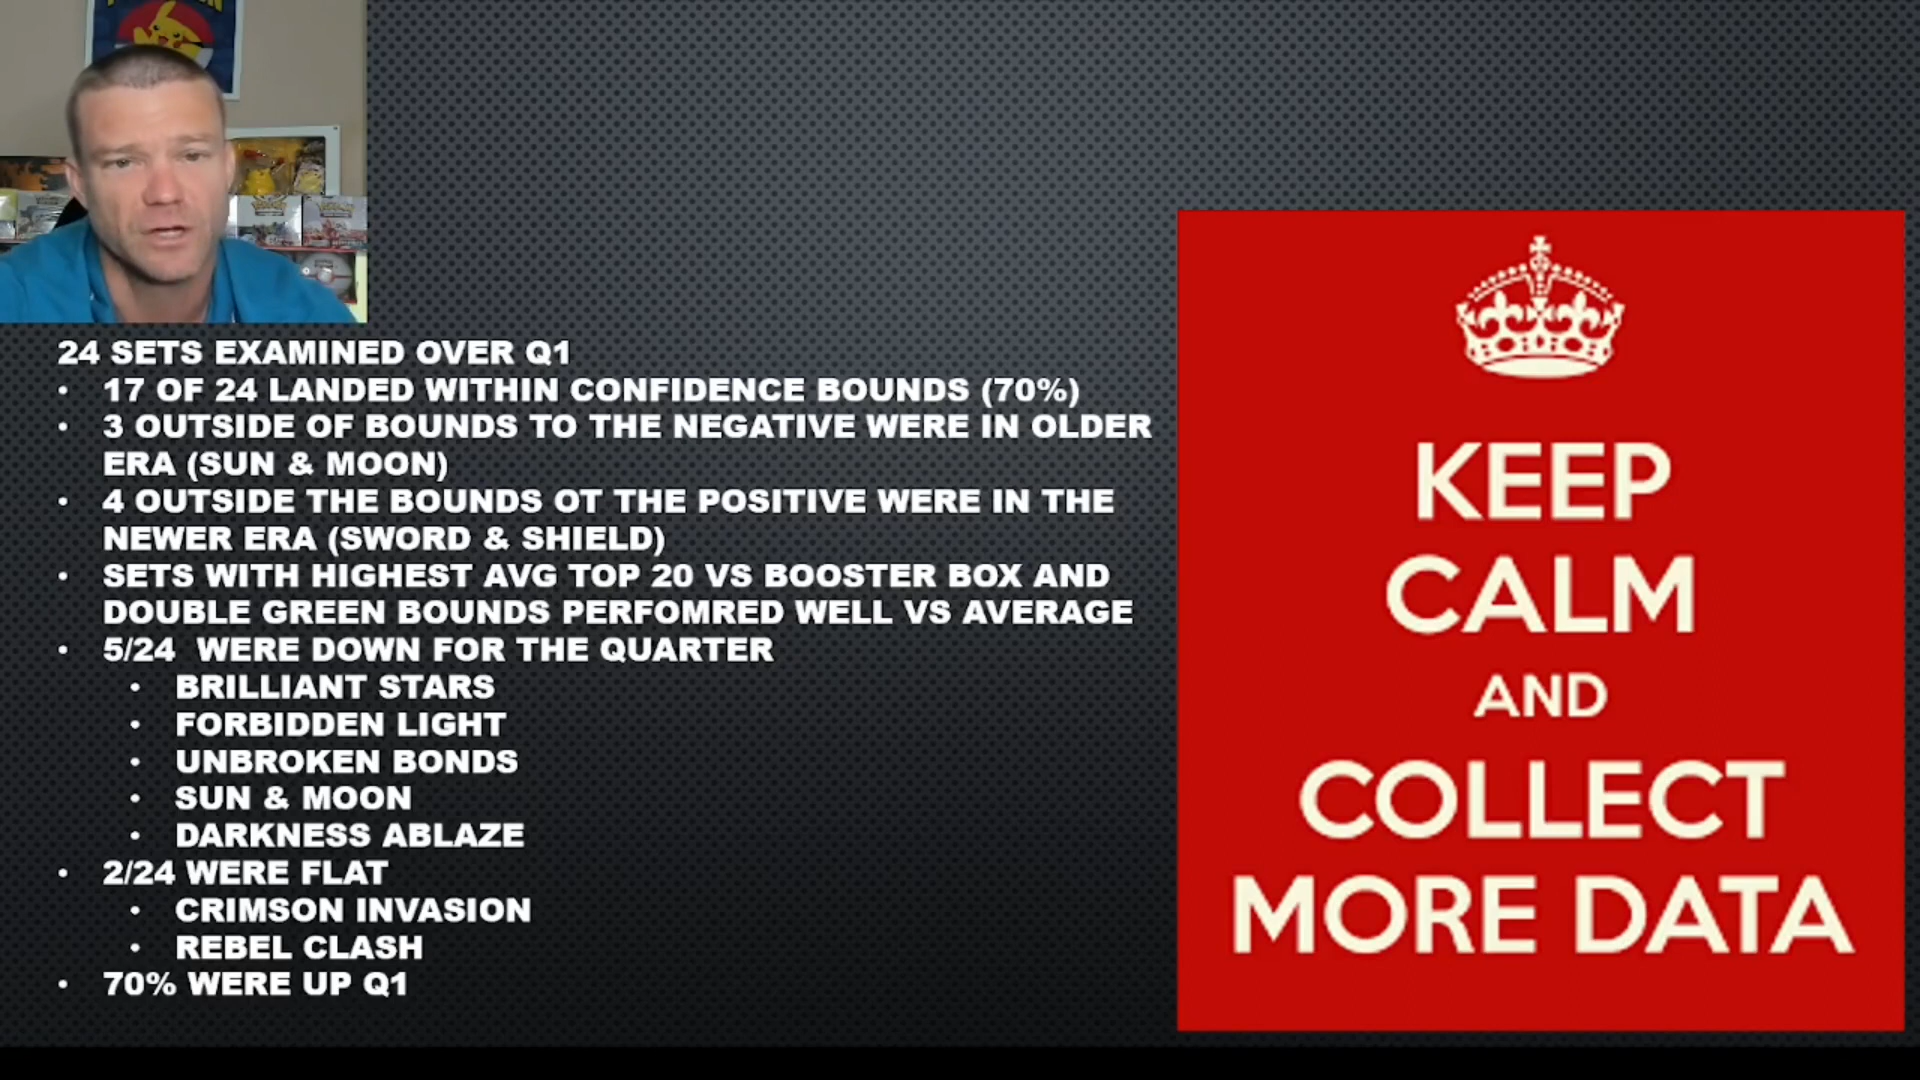 24 SETS EXAMINED OVER Q1
• 17 OF 24 LANDED WITHIN CONFIDENCE BOUNDS (70%)
• 3 OUTSIDE OF BOUNDS TO THE NEGATIVE WERE IN OLDER
ERA (SUN & MOON)
• 4 OUTSIDE THE BOUNDS OT THE POSITIVE WERE IN THE
NEWER ERA (SWORD & SHIELD)
• SETS WITH HIGHEST AVG TOP 20 VS BOOSTER BOX AND
DOUBLE GREEN BOUNDS PERFOMRED WELL VS AVERAGE
• 5/24 WERE DOWN FOR THE QUARTER
• BRILLIANT STARS
• FORBIDDEN LIGHT
• UNBROKEN BONDS
• SUN & MOON
• DARKNESS ABLAZE
• 2/24 WERE FLAT
• CRIMSON INVASION
• REBEL CLASH
• 70% WERE UP Q1
KEEP
CALM
AND
COLLECT
MORE DATA